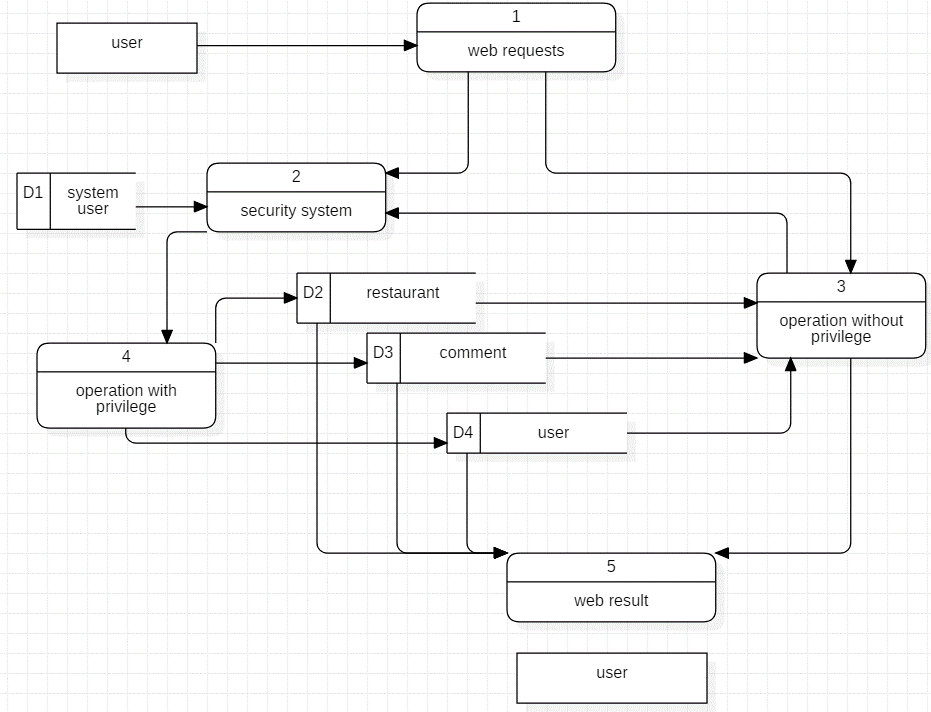 1
user
web requests
2
D1
system
user
security system
D2
restaurant
3
operation without
privilege
D3
comment
4
operation with
privilege
D4
user
5
web result
user